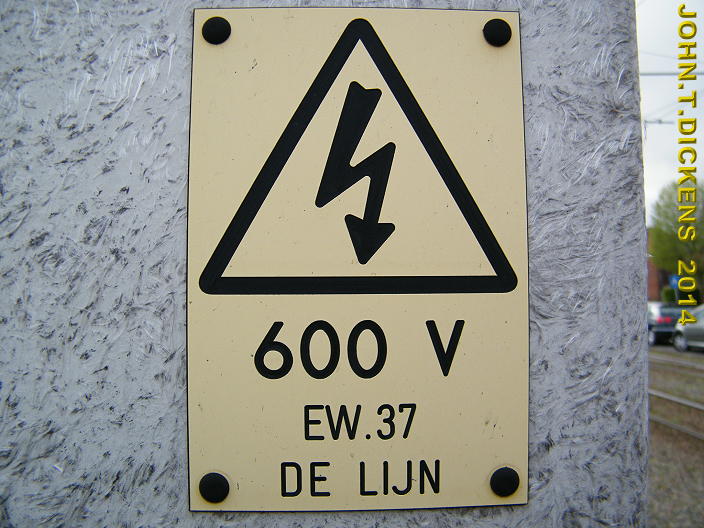 600 V
EW.37
DE LIJN
JOHN.T.DICKENS 2014